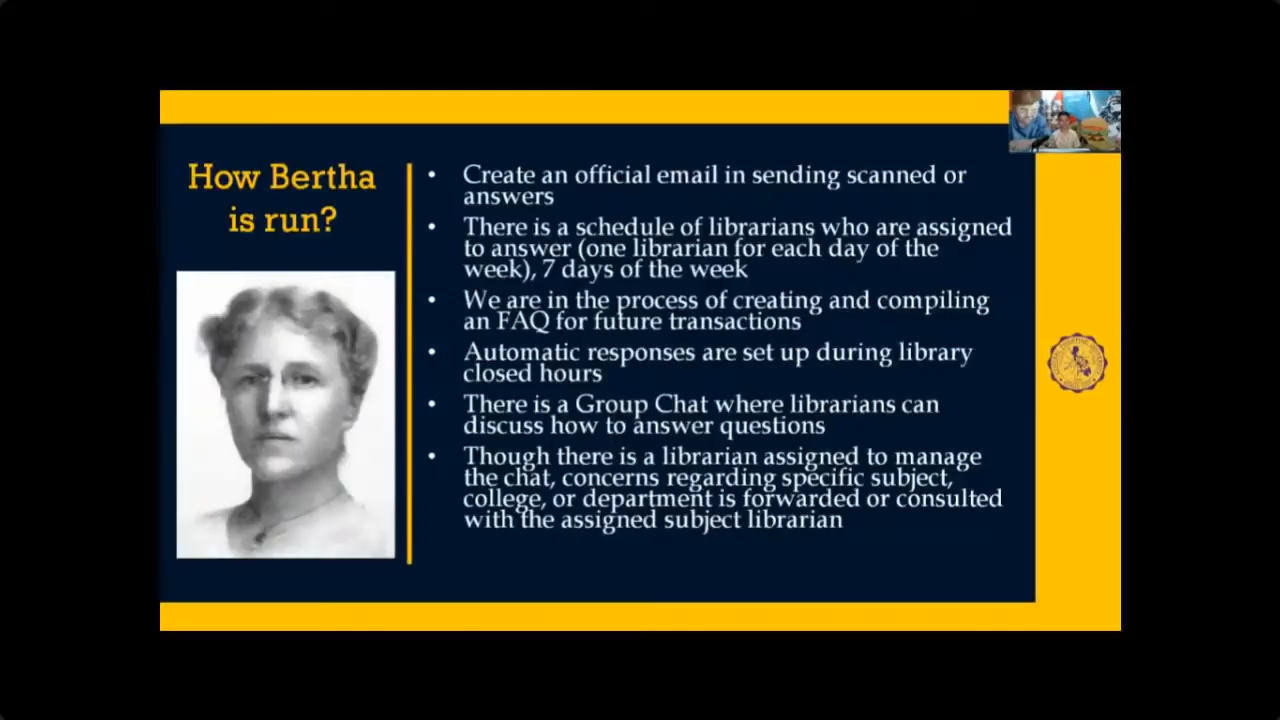 How Bertha
is run?
• Create an official email in sending scanned or
answers
• There is a schedule of librarians who are assigned
to answer (one librarian for each day of the
week), 7 days of the week
• We are in the process of creating and compiling
an FAQ for future transactions
• Automatic responses are set up during library
closed hours
• There is a Group Chat where librarians can
discuss how to answer questions
• Though there is a librarian assigned to manage
the chat, concerns regarding specific subject,
college, or department is forwarded or consulted
with the assigned subject librarian